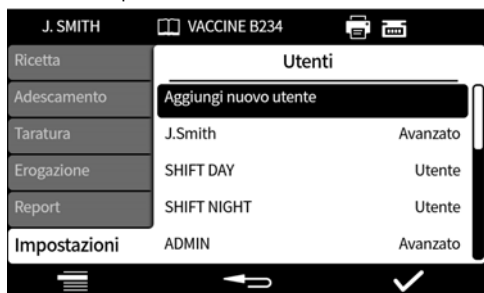 J. SMITH VACCINE B234
Ricetta
Adescamento
Taratura
Erogazione
Report
Impostazioni
Utenti
Aggiungi nuovo utente
J.Smith Avanzato
SHIFT DAY Utente
SHIFT NIGHT Utente
ADMIN Avanzato